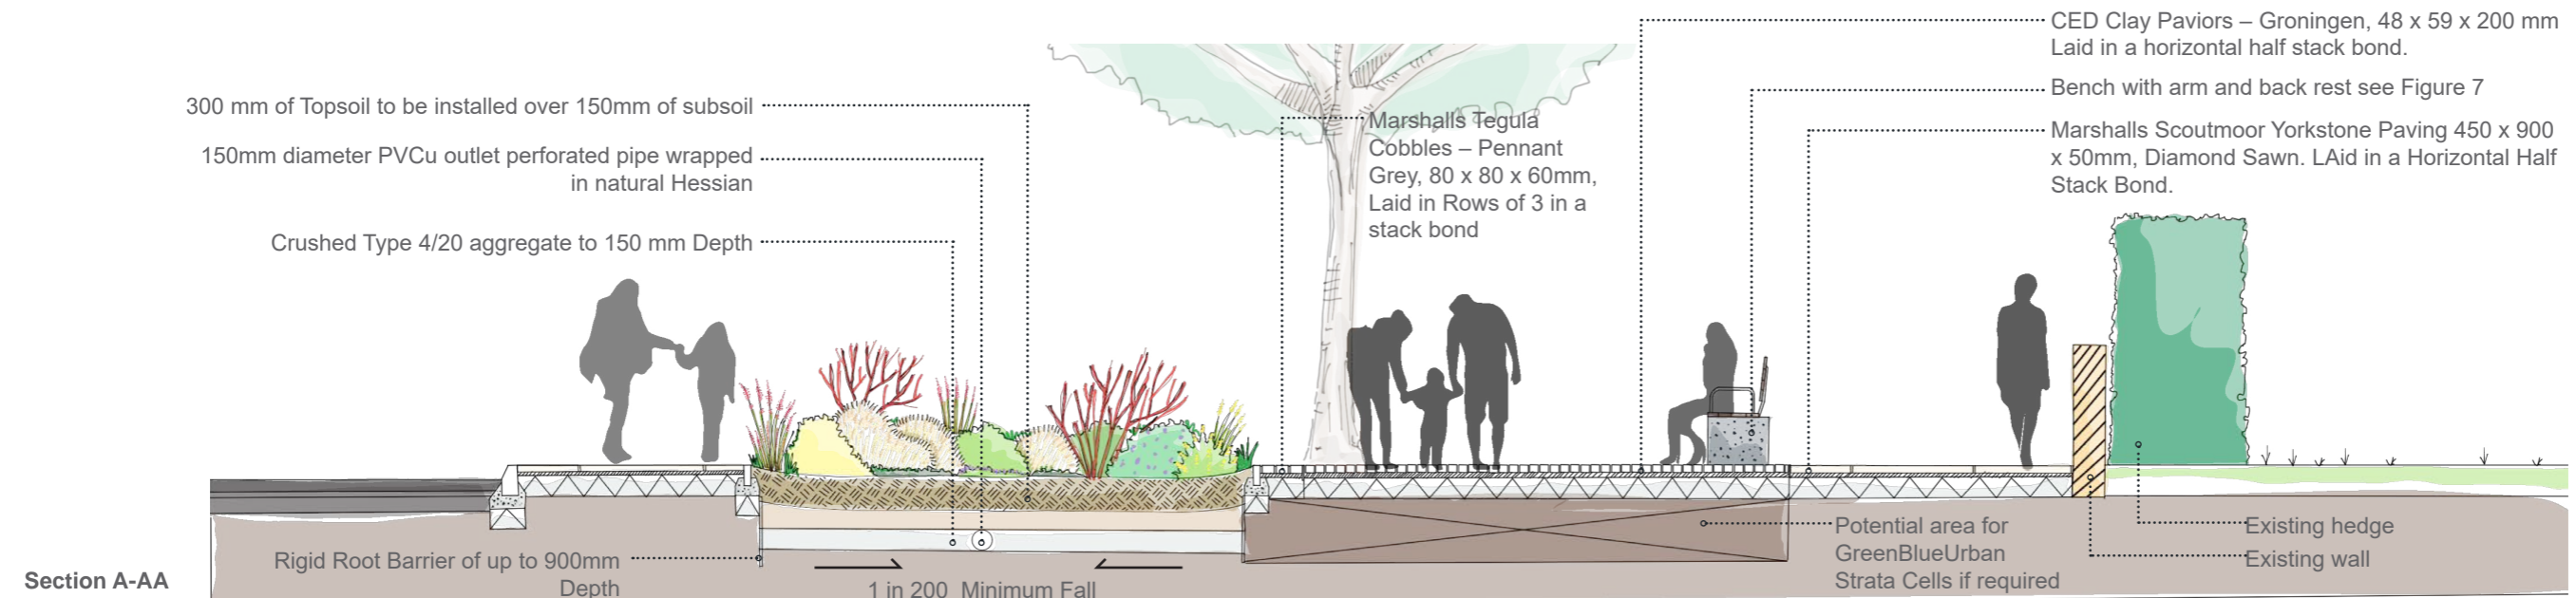 CED Clay Paviors – Groningen, 48 x 59 x 200 mm
Laid in a horizontal half stack bond.
Bench with arm and back rest see Figure 7
Marshalls Scoutmoor Yorkstone Paving 450 x 900
x 50mm, Diamond Sawn. LAid in a Horizontal Half
Stack Bond.
300 mm of Topsoil to be installed over 150mm of subsoil
150mm diameter PVCu outlet perforated pipe wrapped
in natural Hessian
Crushed Type 4/20 aggregate to 150 mm Depth
Marshalls Tegula
Cobbles – Pennant
Grey, 80 x 80 x 60mm,
Laid in Rows of 3 in a
stack bond
Rigid Root Barrier of up to 900mm
Depth
1 in 200 Minimum Fall
Potential area for
GreenBlueUrban
Strata Cells if required
Existing hedge
Existing wall
Section A-AA